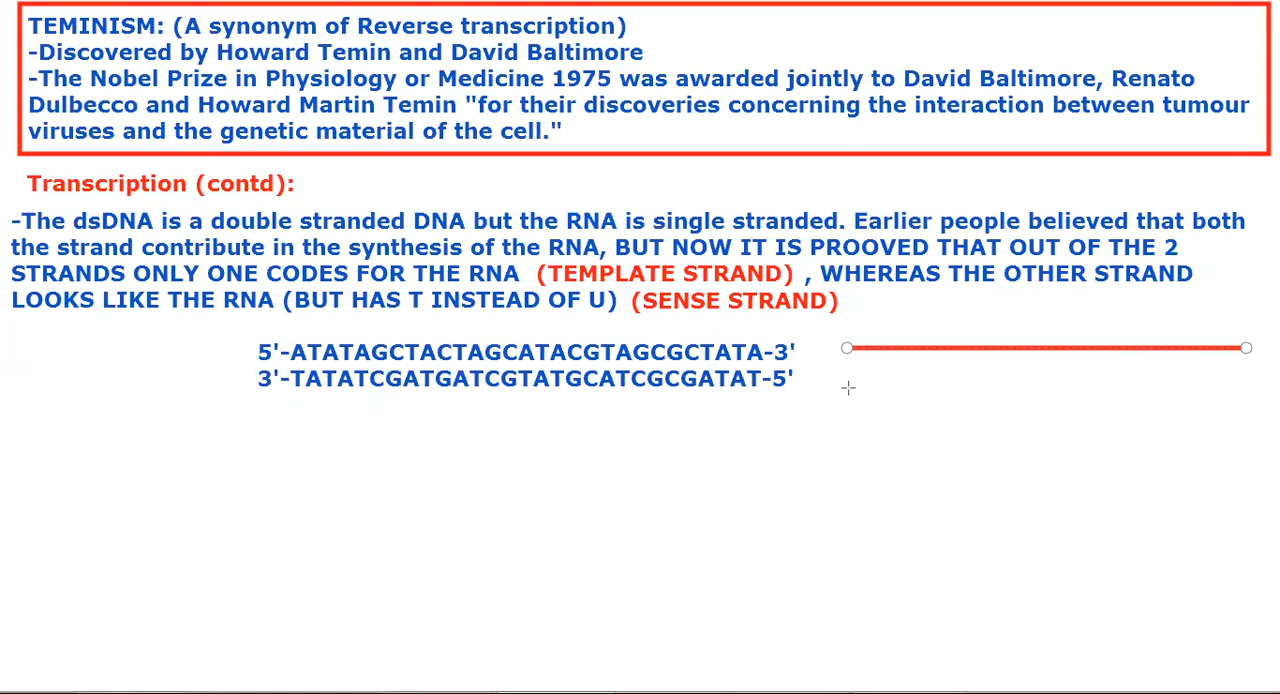 TEMINISM: (A synonym of Reverse transcription)
-Discovered by Howard Temin and David Baltimore
-The Nobel Prize in Physiology or Medicine 1975 was awarded jointly to David Baltimore, Renato
Dulbecco and Howard Martin Temin "for their discoveries concerning the interaction between tumour
viruses and the genetic material of the cell."
Transcription (contd):
-The dsDNA is a double stranded DNA but the RNA is single stranded. Earlier people believed that both
the strand contribute in the synthesis of the RNA, BUT NOW IT IS PROOVED THAT OUT OF THE 2
STRANDS ONLY ONE CODES FOR THE RNA (TEMPLATE STRAND) , WHEREAS THE OTHER STRAND
LOOKS LIKE THE RNA (BUT HAS T INSTEAD OF U) (SENSE STRAND)
5'-ATATAGCTACTAGCATACGTAGCGCTATA-3'
3'-TATATCGATGATCGTATGCATCGCGATAT-5'